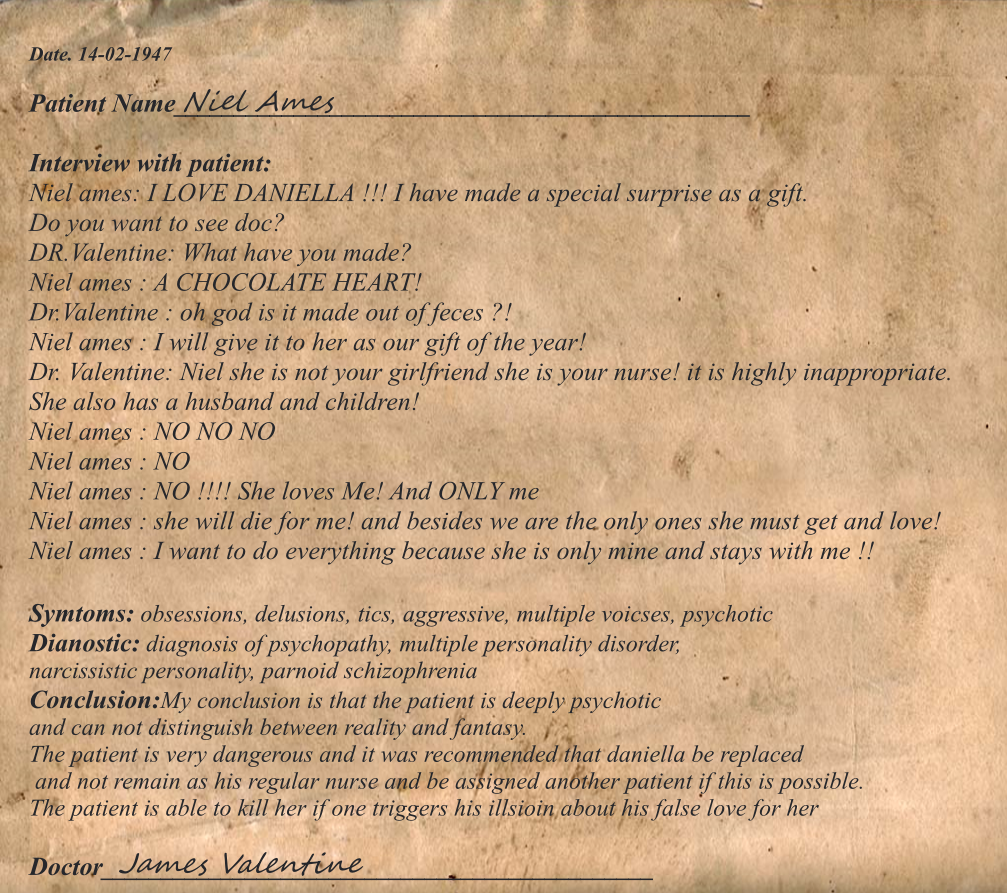 Date. 14-02-1947
Patient Name Niel Ames
Interview with patient:
Niel ames: I LOVE DANIELLA !!! I have made a special surprise as a gift.
Do you want to see doc?
DR.Valentine: What have you made?
Niel ames : A CHOCOLATE HEART!
Dr.Valentine : oh god is it made out of feces ?!
Niel ames : I will give it to her as our gift of the year!
Dr. Valentine: Niel she is not your girlfriend she is your nurse! it is highly inappropriate.
She also has a husband and children!
Niel ames : NO NO NO
Niel ames : NO
Niel ames : NO !!!! She loves Me! And ONLY me
Niel ames : she will die for me! and besides we are the only ones she must get and love!
Niel ames : I want to do everything because she is only mine and stays with me !!
Symtoms: obsessions, delusions, tics, aggressive, multiple voicses, psychotic
Dianostic: diagnosis of psychopathy, multiple personality disorder,
narcissistic personality, parnoid schizophrenia
Conclusion:My conclusion is that the patient is deeply psychotic
and can not distinguish between reality and fantasy.
The patient is very dangerous and it was recommended that daniella be replaced
and not remain as his regular nurse and be assigned another patient if this is possible.
The patient is able to kill her if one triggers his illsioin about his false love for her
Doctor James Valentine